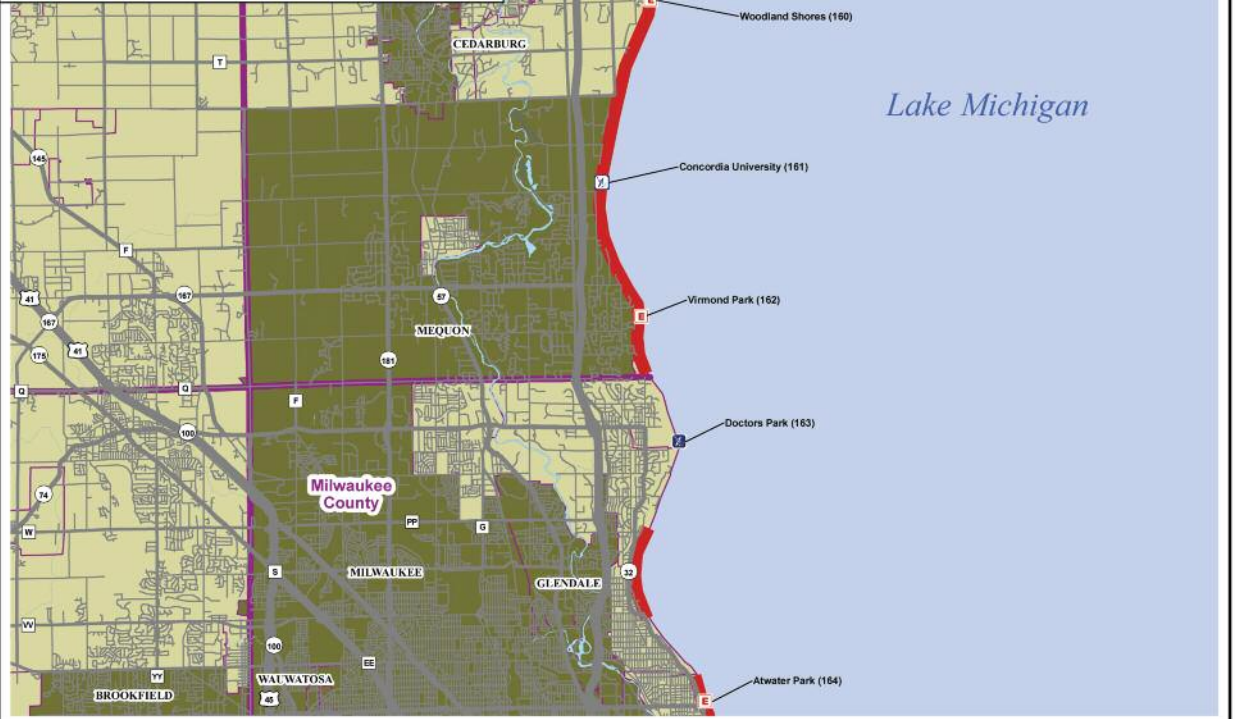 Woodland Shores (160)
CEDARBURG
T
Lake Michigan
145
Concordia University (161)
F
41
167
57
Virmond Park (162)
167
MEQUON
175
41
181
Q
Q
F
Doctors Park (163)
100
Milwaukee
County
74
PP
G
W
S
MILWAUKEE
GLENDALE
32
VV
100
EE
YY
WAUWATOSA
Atwater Park (164)
BROOKFIELD
45
E
E
E